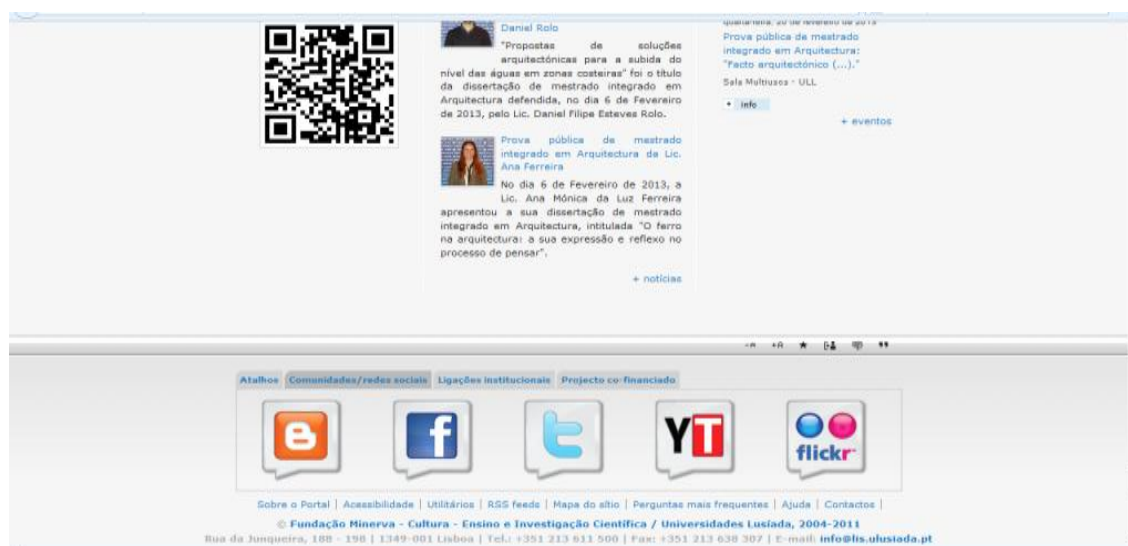 Daniel Rolo
"Propostas de soluções
arquitectónicas para a subida do
nível das águas em zonas costeiras" foi o título
da dissertação de mestrado integrado em
Arquitectura defendida, no dia 6 de Fevereiro
de 2013, pelo Lic. Daniel Filipe Esteves Rolo.
Prova pública de mestrado
integrado em Arquitectura da Lic.
Ana Ferreira
No dia 6 de Fevereiro de 2013, a
Lic. Ana Mónica da Luz Ferreira
apresentou a sua dissertação de mestrado
integrado em Arquitectura, intitulada "O ferro
na arquitectura: a sua expressão e reflexo no
processo de pensar".
+ notícias
quarta-feira, 20 de fevereiro de 2013
Prova pública de mestrado
integrado em Arquitectura:
"Facto arquitectónico (...)."
Sala Multiusos - ULL
info
+ eventos
-A +A
Atalhos Comunidades/redes sociais Ligações institucionais Projecto co-financiado
YT
flickr
Sobre o Portal | Acessibilidade | Utilitários | RSS feeds | Mapa do sítio | Perguntas mais frequentes | Ajuda | Contactos |
© Fundação Minerva - Cultura - Ensino e Investigação Científica / Universidades Lusíada, 2004-2011
Rua da Junqueira, 188 - 198 | 1349-001 Lisboa | Tel.: +351 213 611 500 | Fax: +351 213 638 307 | E-mail: info@lis.ulusiada.pt